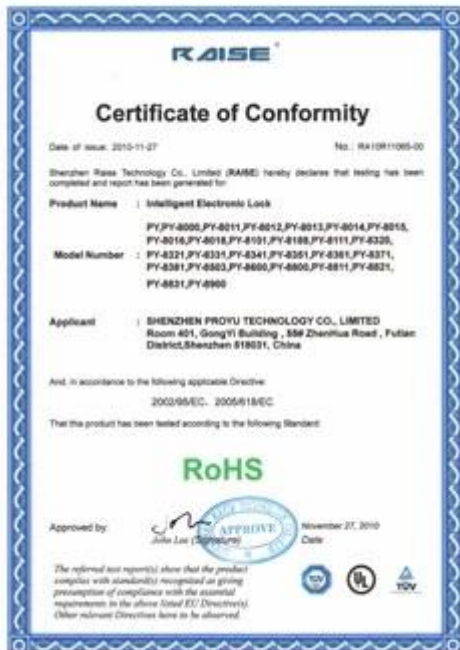 RAISE
Certificate of Conformity
Date of issue: 2010-11-27 No.: RA10R11065-00
Shenzhen Raise Technology Co., Limited (RAISE) hereby declares that testing has been
completed and report has been generated for
Product Name : Intelligent Electronic Lock
PY,PY-8000,PY-8011,PY-8012,PY-8013,PY-8014,PY-8015,
PY-8016,PY-8018,PY-8101,PY-8188,PY-8111,PY-8320,
Model Number : PY-8321,PY-8331,PY-8341,PY-8351,PY-8361,PY-8371,
PY-8381,PY-8503,PY-8600,PY-8800,PY-8811,PY-8821,
PY-8831,PY-8900
Applicant : SHENZHEN PROYU TECHNOLOGY CO., LIMITED
Room 401, GongYi Building , 55# ZhenHua Road , Futian
District,Shenzhen 518031, China
And, in accordance to the following applicable Directive:
2002/95/EC、2005/618/EC
That this product has been tested according to the following Standard:
RoHS
Approved by: John Lee (Signature) November 27, 2010
APPROVE
Date
The referred test report(s) show that the product
complies with standard(s) recognized as giving
presumption of compliance with the essential
requirements in the above listed EU Directive(s).
Other relevant Directives have to be observed.
TÜV
UL
TÜV